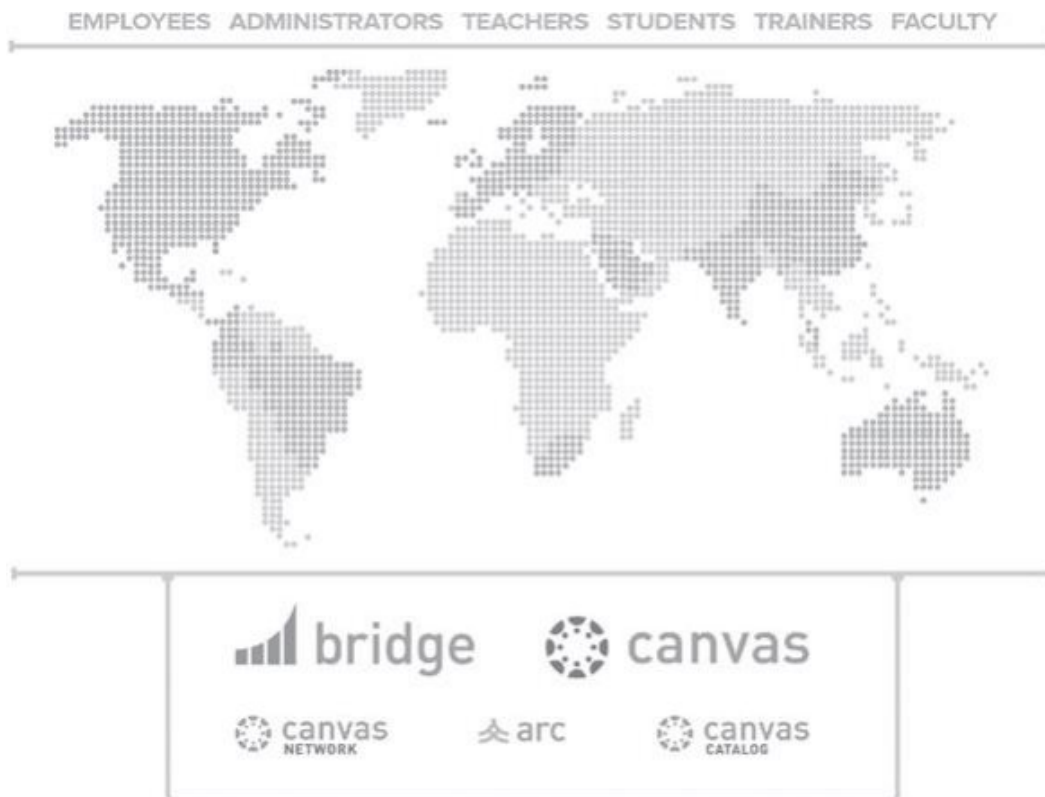 EMPLOYEES ADMINISTRATORS TEACHERS STUDENTS TRAINERS FACULTY
bridge canvas
canvas NETWORK arc canvas CATALOG